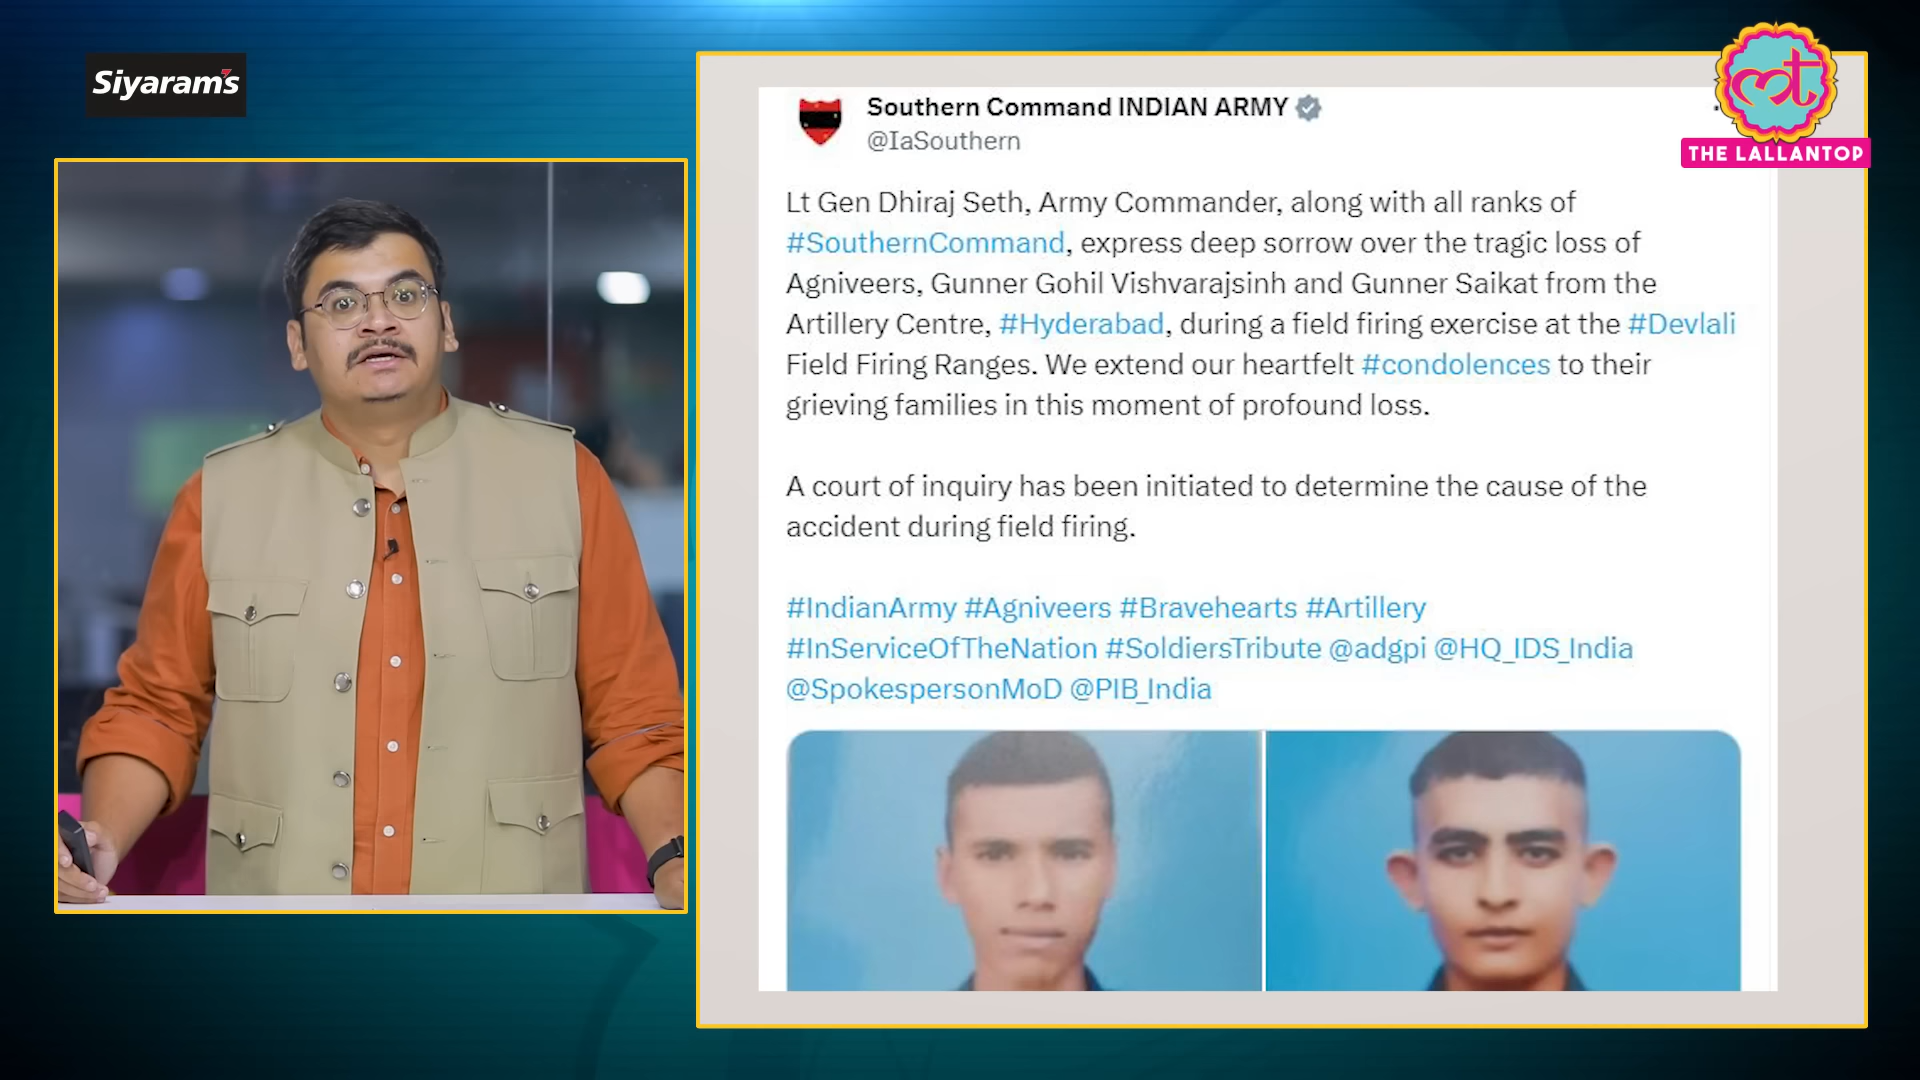 Siyaram's
Southern Command INDIAN ARMY
@IaSouthern
THE LALLANTOP
Lt Gen Dhiraj Seth, Army Commander, along with all ranks of
#SouthernCommand, express deep sorrow over the tragic loss of
Agniveers, Gunner Gohil Vishvarajsinh and Gunner Saikat from the
Artillery Centre, #Hyderabad, during a field firing exercise at the #Devlali
Field Firing Ranges. We extend our heartfelt #condolences to their
grieving families in this moment of profound loss.
A court of inquiry has been initiated to determine the cause of the
accident during field firing.
#IndianArmy #Agniveers #Bravehearts #Artillery
#InServiceOfTheNation #SoldiersTribute @adgpi @HQ_IDS_India
@SpokespersonMoD @PIB_India